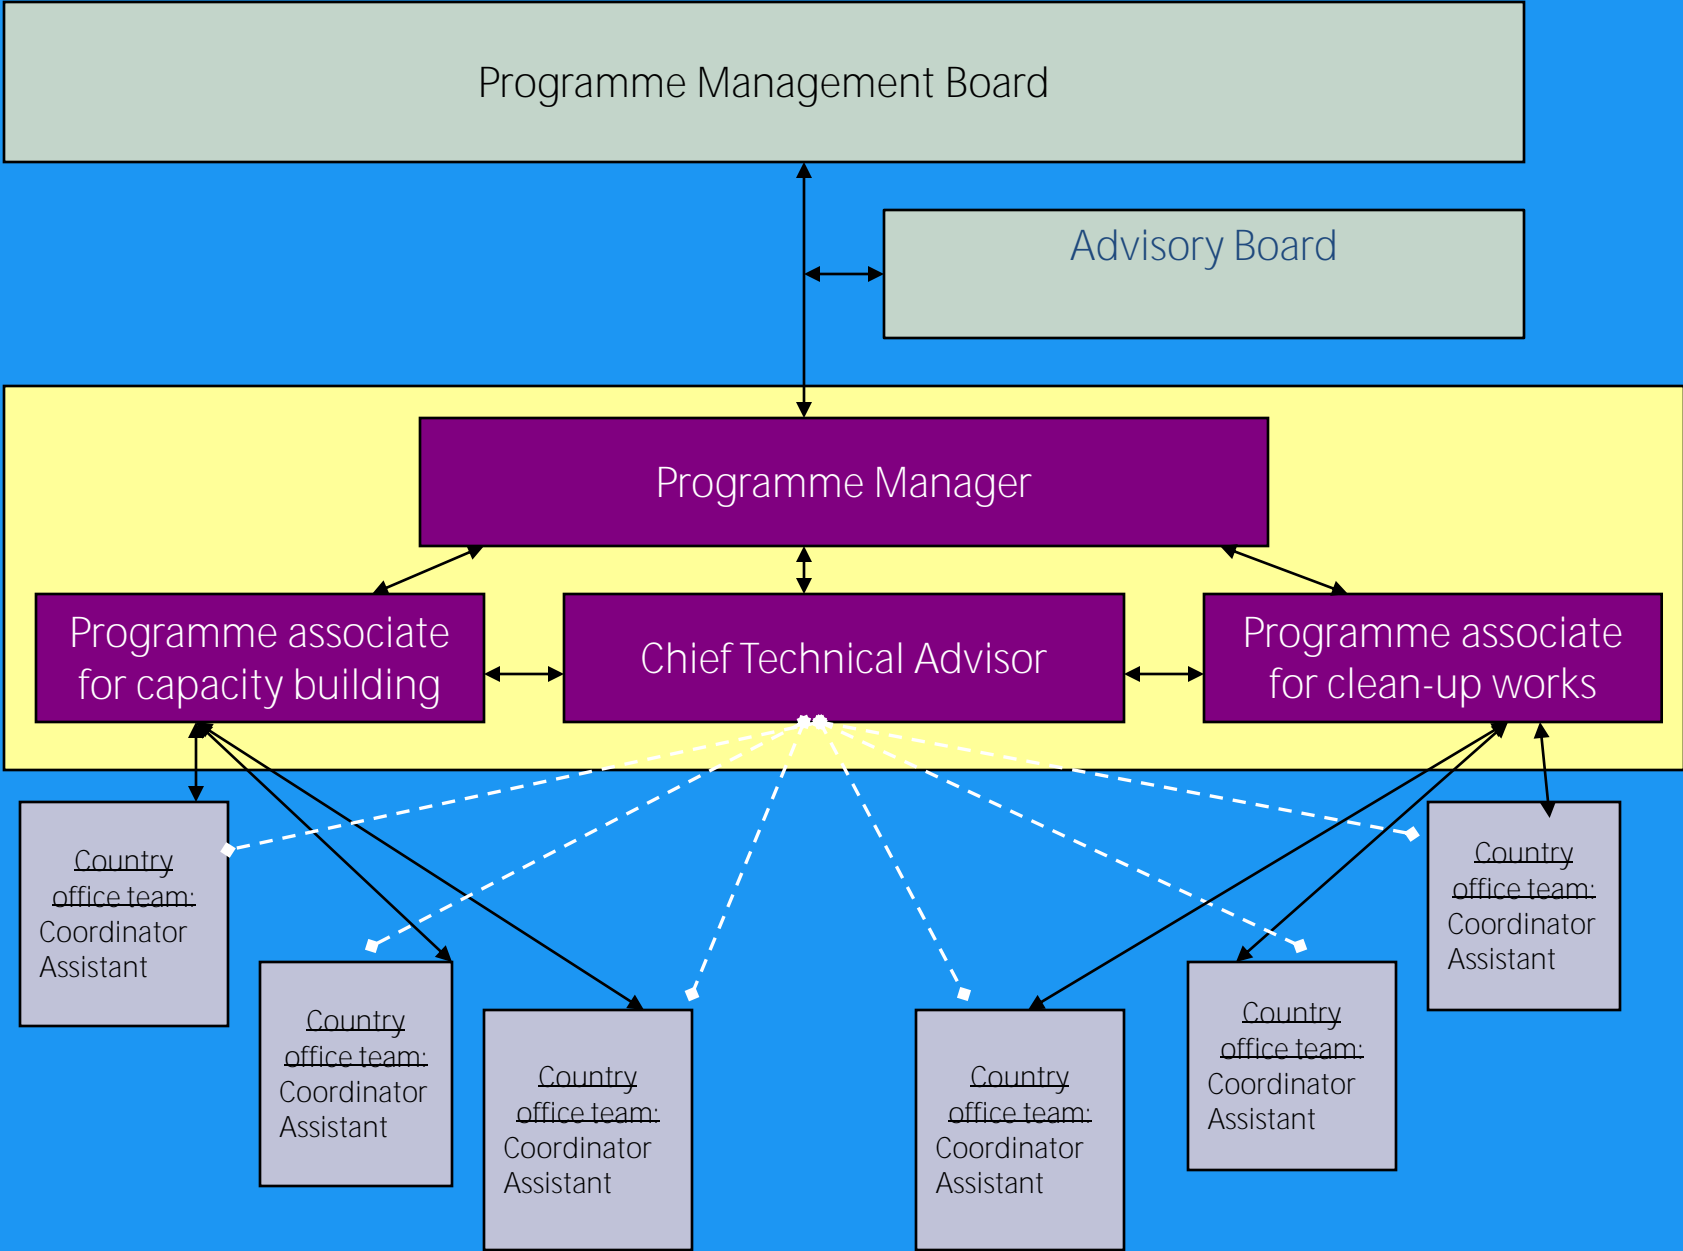 Programme Management Board
Advisory Board
Programme Manager
Programme associate
for capacity building
Chief Technical Advisor
Programme associate
for clean-up works
Country
office team:
Coordinator
Assistant
Country
office team:
Coordinator
Assistant
Country
office team:
Coordinator
Assistant
Country
office team:
Coordinator
Assistant
Country
office team:
Coordinator
Assistant
Country
office team:
Coordinator
Assistant